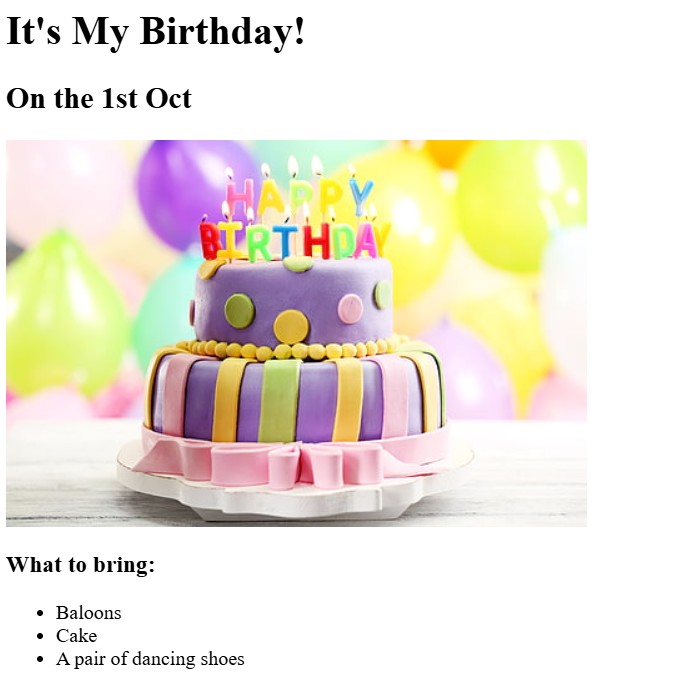 It's My Birthday!
On the 1st Oct
HAPPY
BIRTHDAY
What to bring:
Baloons
Cake
A pair of dancing shoes